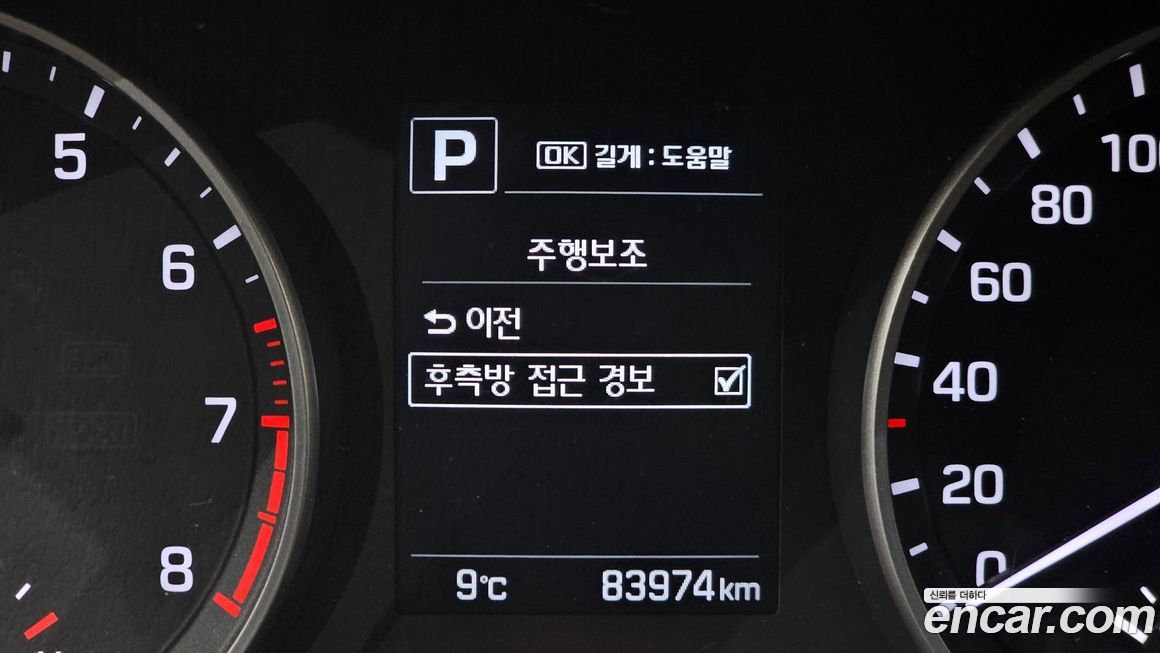 P
OK 길게 : 도움말
주행보조
이전
후측방 접근 경보
9℃ 83974km
5
6
7
8
100
80
60
40
20
0
신뢰를 더하다
encar.com